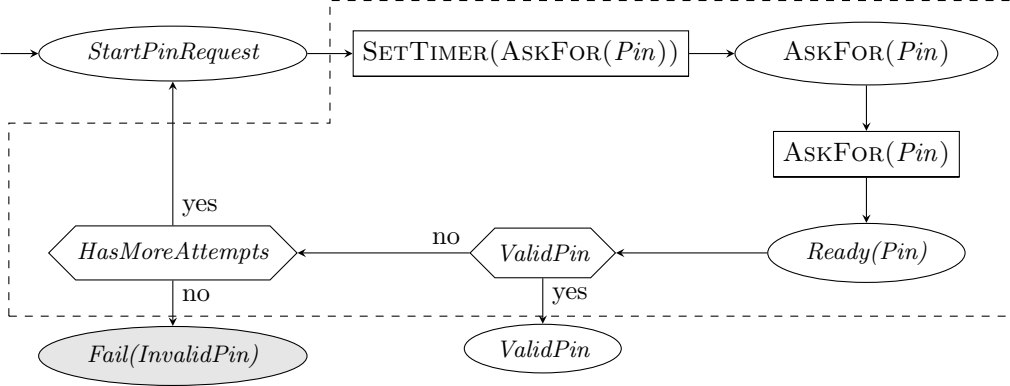 StartPinRequest
SETTIMER(ASKFOR(Pin))
ASKFOR(Pin)
ASKFOR(Pin)
yes
HasMoreAttempts
no
ValidPin
Ready(Pin)
no
yes
Fail(InvalidPin)
ValidPin